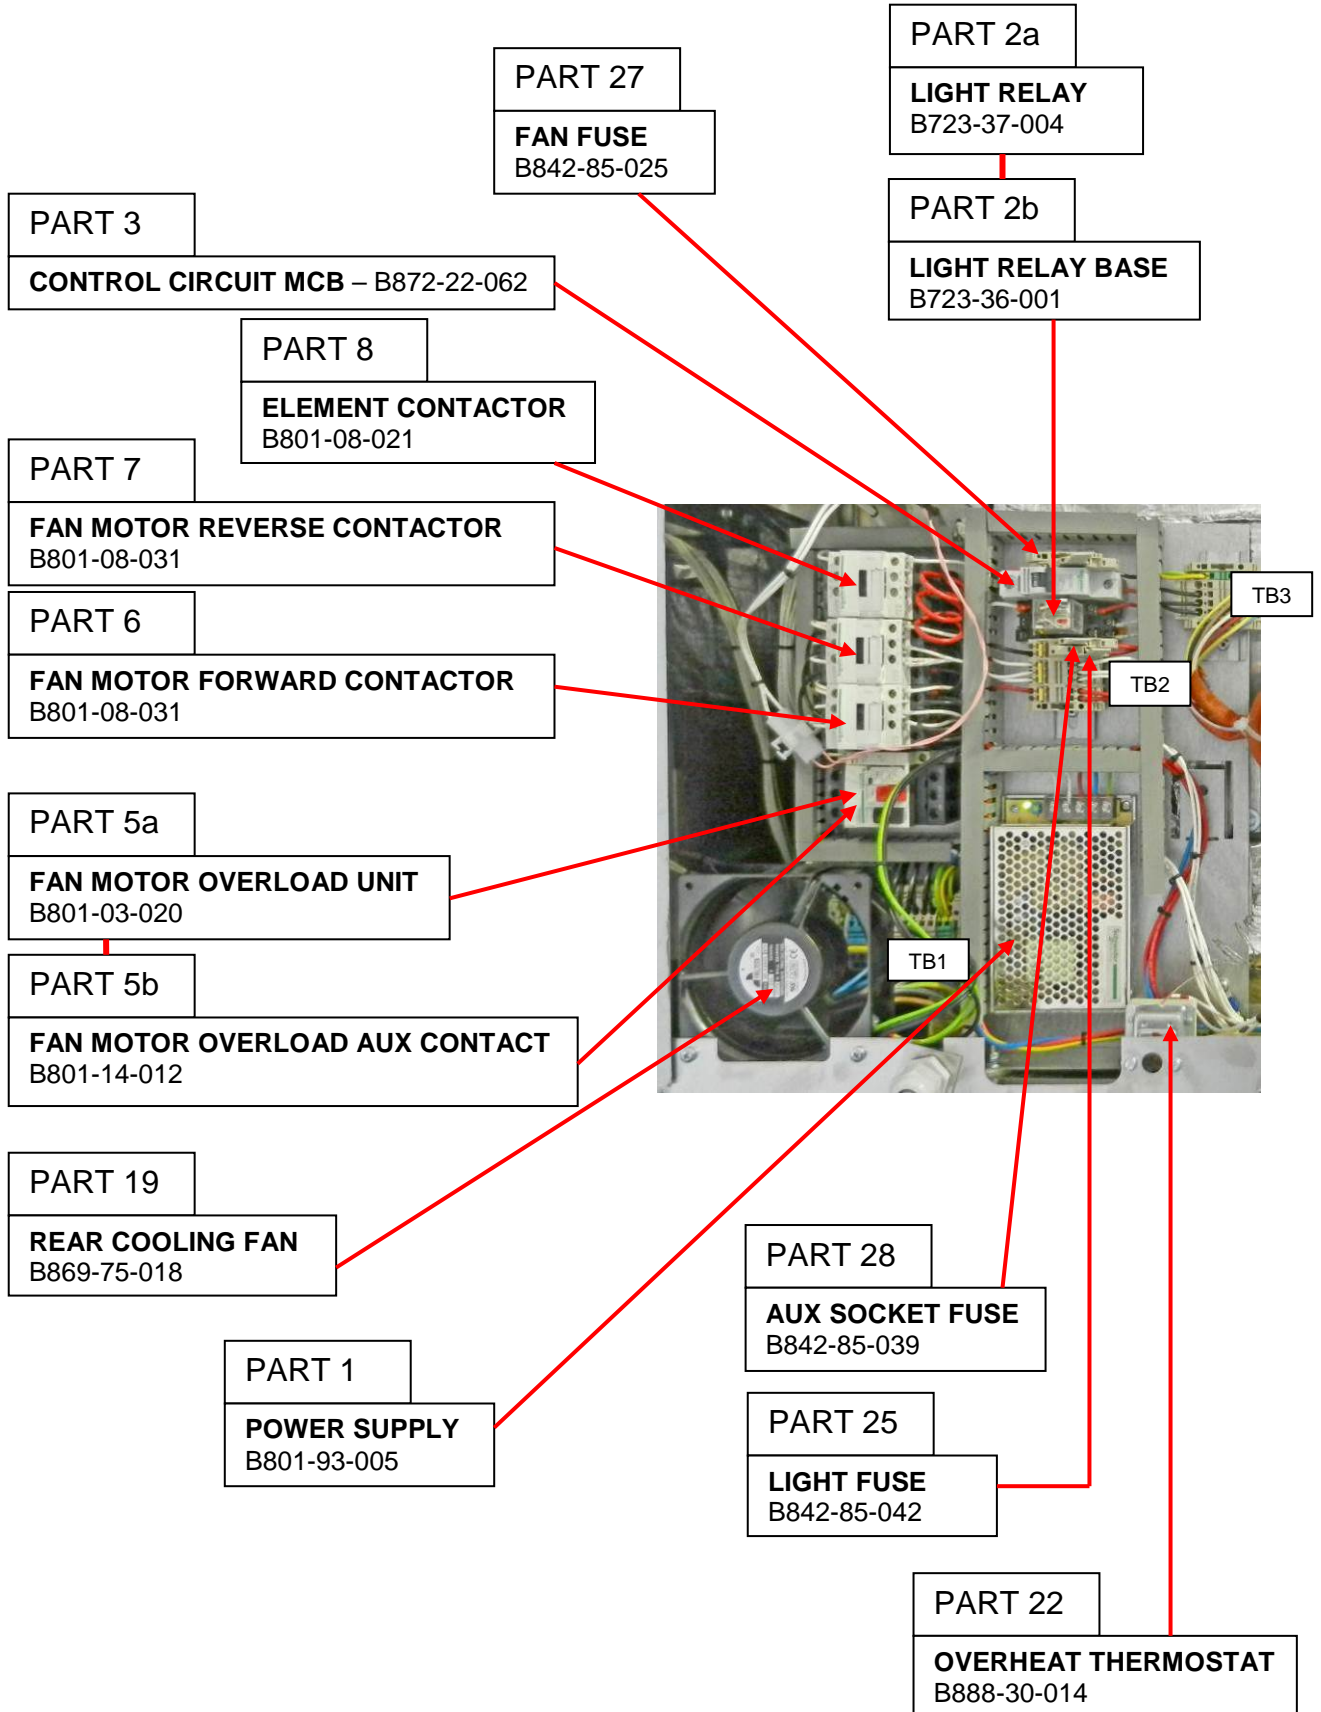 PART 2a
LIGHT RELAY
B723-37-004
PART 27
FAN FUSE
B842-85-025
PART 2b
LIGHT RELAY BASE
B723-36-001
PART 3
CONTROL CIRCUIT MCB – B872-22-062
PART 8
ELEMENT CONTACTOR
B801-08-021
PART 7
FAN MOTOR REVERSE CONTACTOR
B801-08-031
PART 6
FAN MOTOR FORWARD CONTACTOR
B801-08-031
TB3
TB2
PART 5a
FAN MOTOR OVERLOAD UNIT
B801-03-020
TB1
PART 5b
FAN MOTOR OVERLOAD AUX CONTACT
B801-14-012
PART 19
REAR COOLING FAN
B869-75-018
PART 28
AUX SOCKET FUSE
B842-85-039
PART 1
POWER SUPPLY
B801-93-005
PART 25
LIGHT FUSE
B842-85-042
PART 22
OVERHEAT THERMOSTAT
B888-30-014